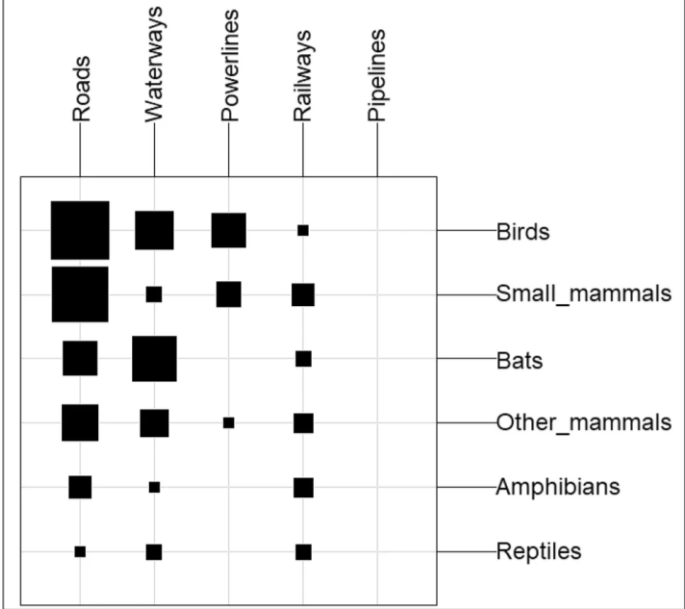 Roads
Waterways
Powerlines
Railways
Pipelines
Birds
Small_mammals
Bats
Other_mammals
Amphibians
Reptiles